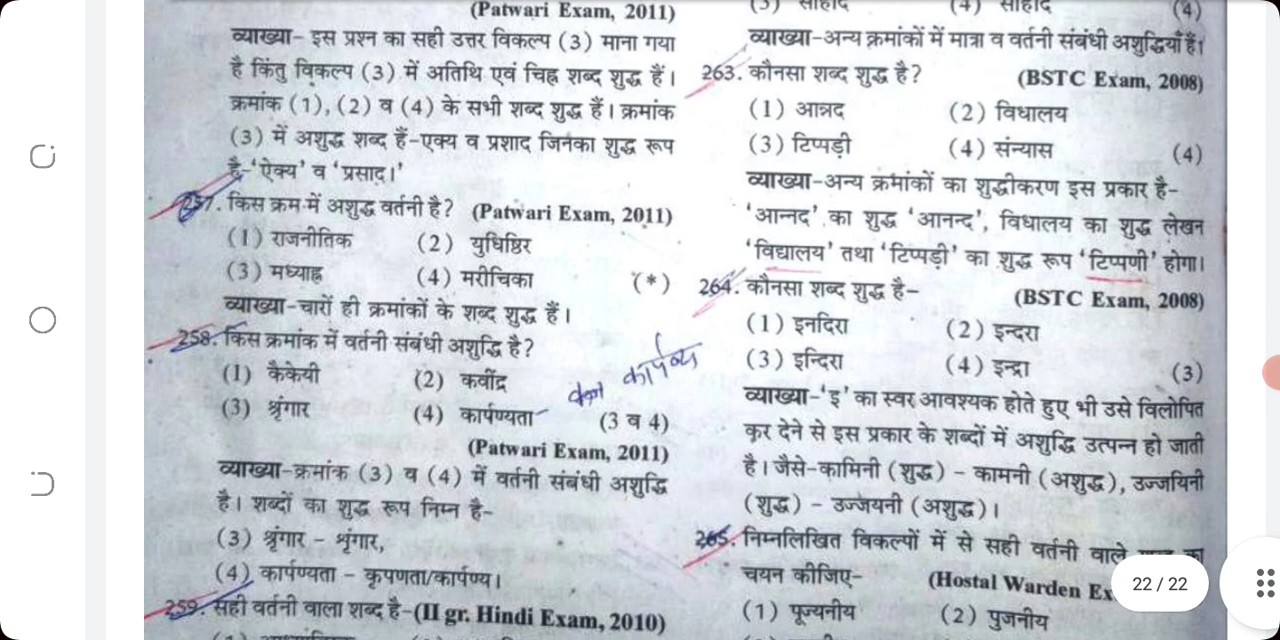 (Patwari Exam, 2011)
व्याख्या- इस प्रश्न का सही उत्तर विकल्प (3) माना गया
है किंतु विकल्प (3) में अतिथि एवं चिह्न शब्द शुद्ध हैं।
क्रमांक (1), (2) व (4) के सभी शब्द शुद्ध हैं। क्रमांक
(3) में अशुद्ध शब्द हैं-एक्य व प्रशाद जिनका शुद्ध रूप
है-'ऐक्य' व 'प्रसाद।'
257. किस क्रम में अशुद्ध वर्तनी है? (Patwari Exam, 2011)
(1) राजनीतिक (2) युधिष्ठिर
(3) मध्याह्न (4) मरीचिका (*)
व्याख्या-चारों ही क्रमांकों के शब्द शुद्ध हैं।
258. किस क्रमांक में वर्तनी संबंधी अशुद्धि है?
(1) कैकेयी (2) कवींद्र
(3) श्रृंगार (4) कार्पण्यता (3 व 4)
कार्पण्य
(Patwari Exam, 2011)
व्याख्या-क्रमांक (3) व (4) में वर्तनी संबंधी अशुद्धि
है। शब्दों का शुद्ध रूप निम्न है-
(3) श्रृंगार - शृंगार,
(4) कार्पण्यता - कृपणता/कार्पण्य।
259. सही वर्तनी वाला शब्द है-(II gr. Hindi Exam, 2010)
(3) (4) (4)
व्याख्या-अन्य क्रमांकों में मात्रा व वर्तनी संबंधी अशुद्धियाँ हैं।
263. कौनसा शब्द शुद्ध है? (BSTC Exam, 2008)
(1) आन्नद (2) विधालय
(3) टिप्पड़ी (4) संन्यास (4)
व्याख्या-अन्य क्रमांकों का शुद्धीकरण इस प्रकार है-
'आन्नद' का शुद्ध 'आनन्द', विधालय का शुद्ध लेखन
'विद्यालय' तथा 'टिप्पड़ी' का शुद्ध रूप 'टिप्पणी' होगा।
264. कौनसा शब्द शुद्ध है-
(BSTC Exam, 2008)
(1) इनदिरा (2) इन्दरा
(3) इन्दिरा (4) इन्द्रा (3)
व्याख्या-'इ' का स्वर आवश्यक होते हुए भी उसे विलोपित
कर देने से इस प्रकार के शब्दों में अशुद्धि उत्पन्न हो जाती
है। जैसे-कामिनी (शुद्ध) - कामनी (अशुद्ध), उज्जयिनी
(शुद्ध) - उज्जयनी (अशुद्ध)।
265. निम्नलिखित विकल्पों में से सही वर्तनी वाले
चयन कीजिए- (Hostal Warden Ex
(1) पूज्यनीय (2) पुजनीय
22 / 22